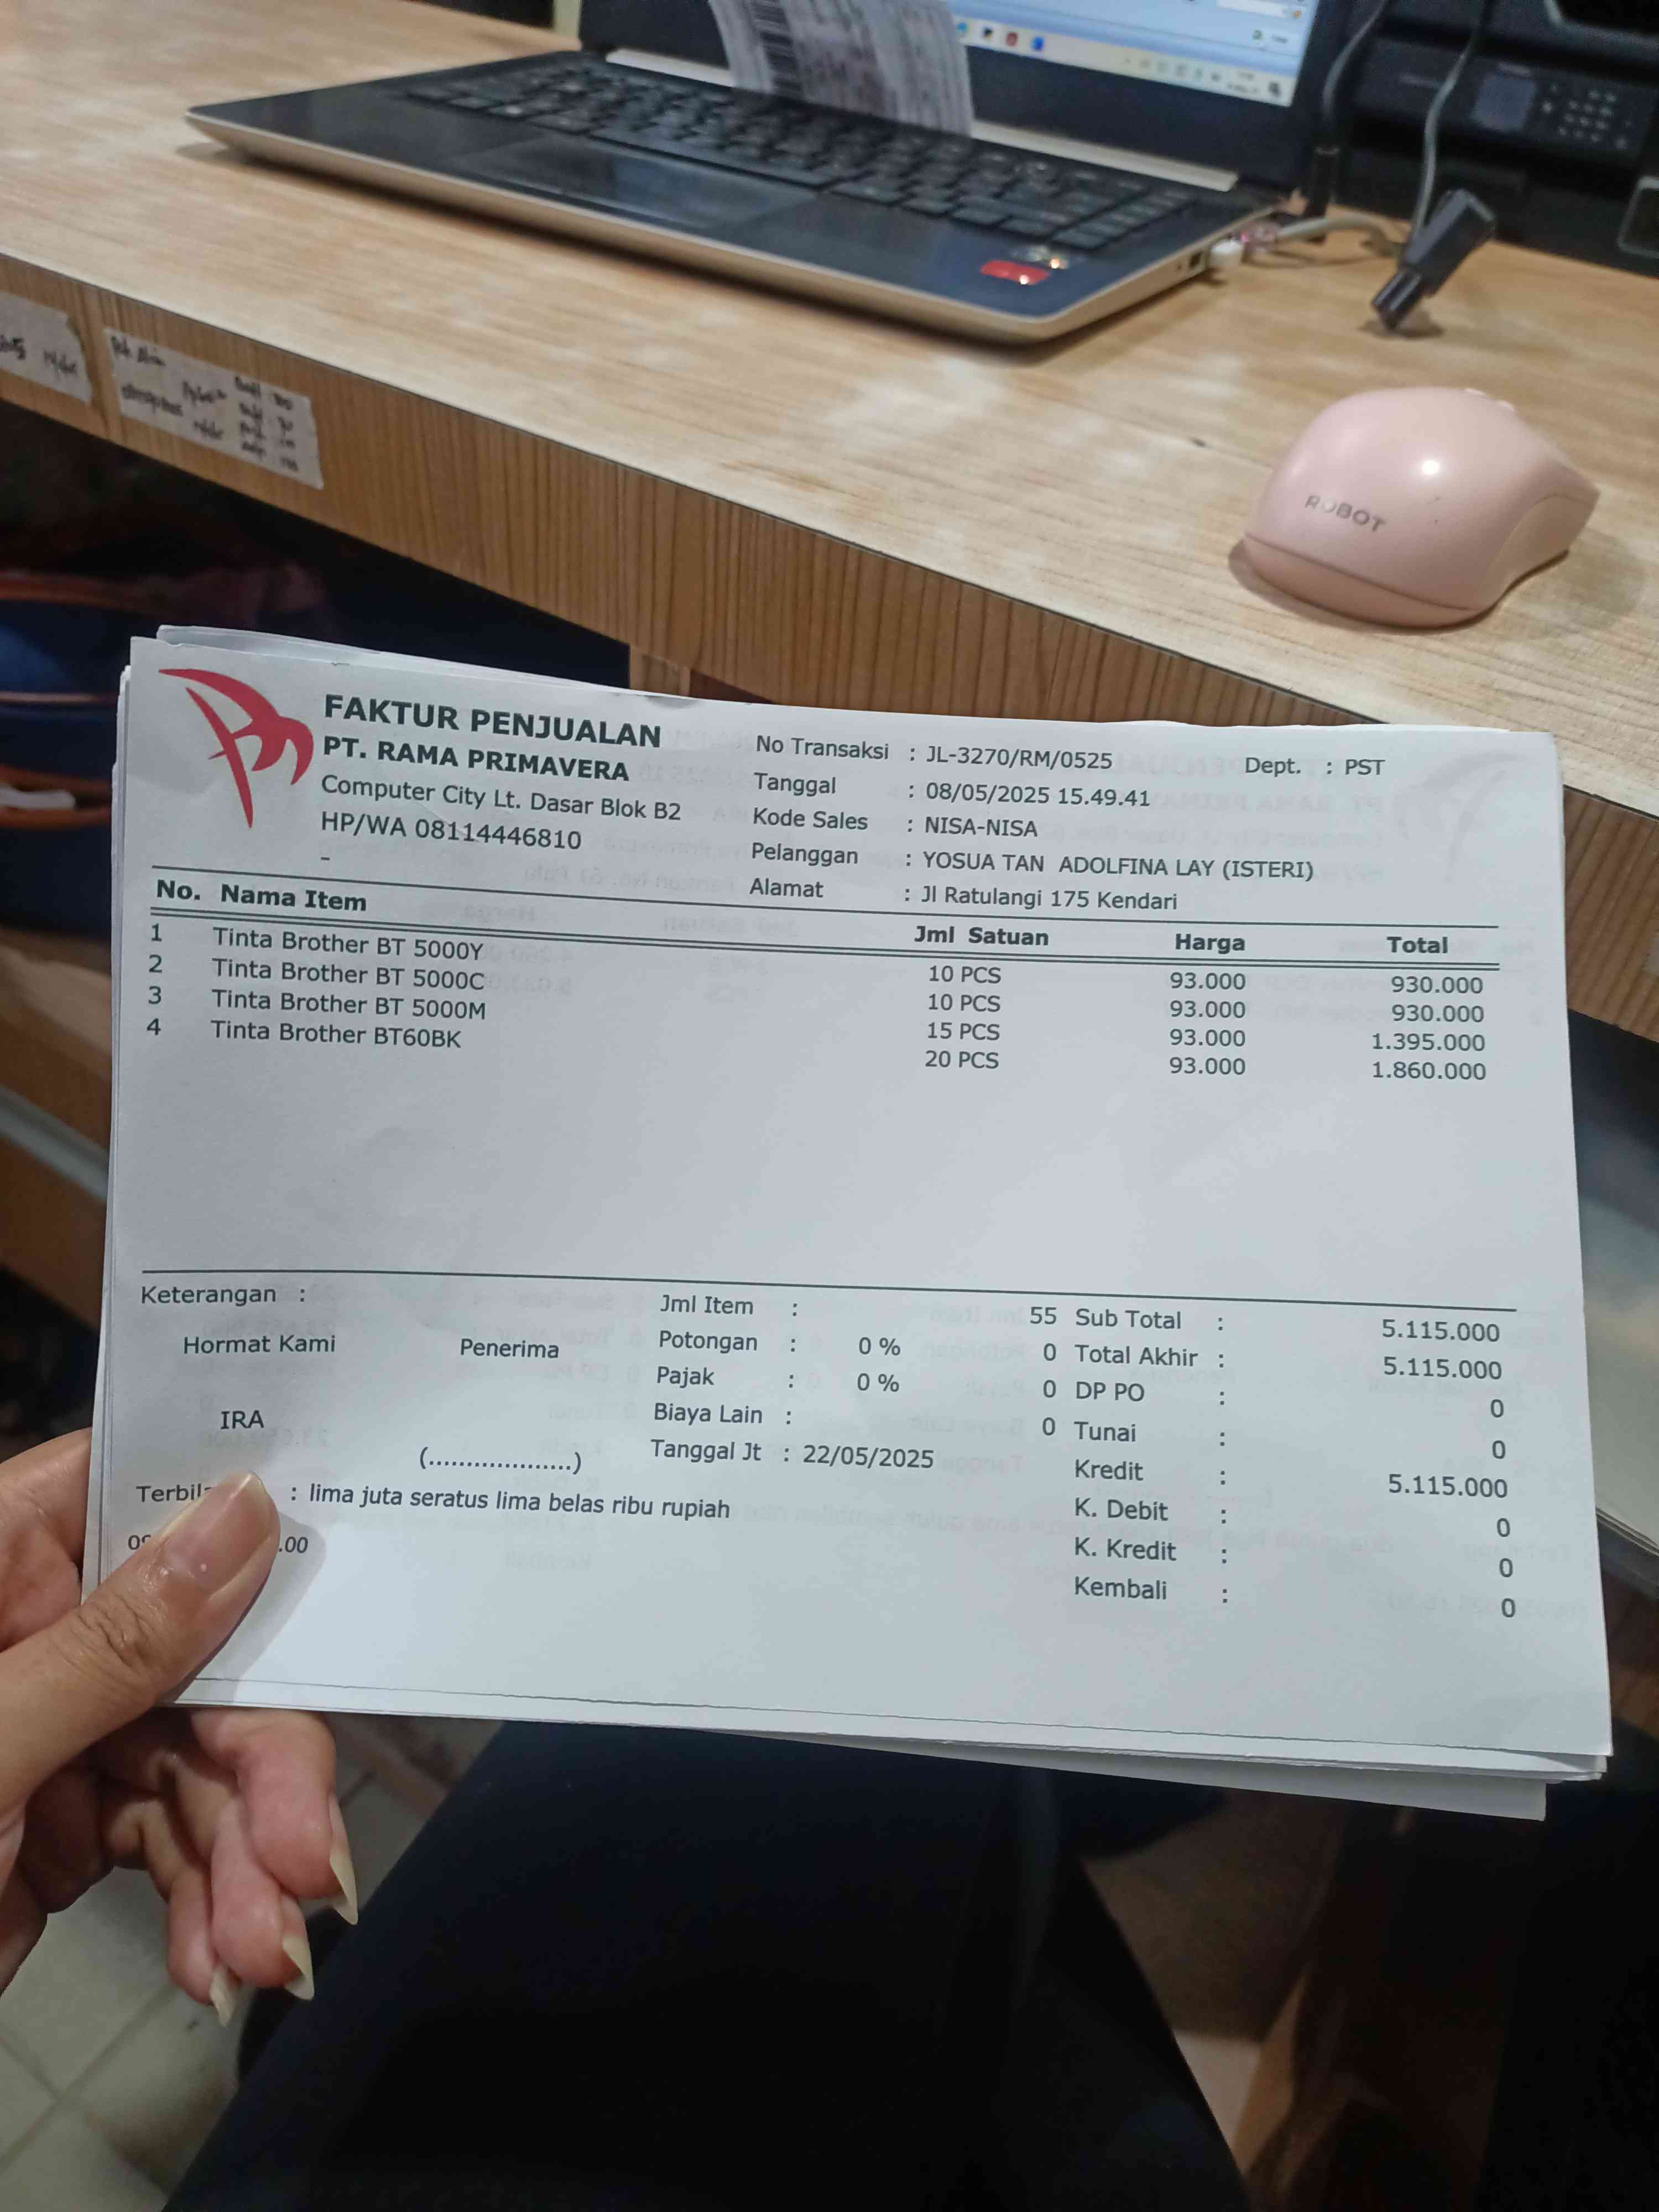 ROBOT
FAKTUR PENJUALAN
PT. RAMA PRIMAVERA
Computer City Lt. Dasar Blok B2
HP/WA 08114446810
-
No Transaksi : JL-3270/RM/0525 Dept. : PST
Tanggal : 08/05/2025 15.49.41
Kode Sales : NISA-NISA
Pelanggan : YOSUA TAN ADOLFINA LAY (ISTERI)
Alamat : Jl Ratulangi 175 Kendari
No. Nama Item Jml Satuan Harga Total
1 Tinta Brother BT 5000Y 10 PCS 93.000 930.000
2 Tinta Brother BT 5000C 10 PCS 93.000 930.000
3 Tinta Brother BT 5000M 15 PCS 93.000 1.395.000
4 Tinta Brother BT60BK 20 PCS 93.000 1.860.000
Keterangan :
Hormat Kami Penerima
IRA
(...................)
Jml Item : 55
Potongan : 0 % 0
Pajak : 0 % 0
Biaya Lain : 0
Tanggal Jt : 22/05/2025
Sub Total : 5.115.000
Total Akhir : 5.115.000
DP PO : 0
Tunai : 0
Kredit : 5.115.000
K. Debit : 0
K. Kredit : 0
Kembali : 0
: lima juta seratus lima belas ribu rupiah
.00